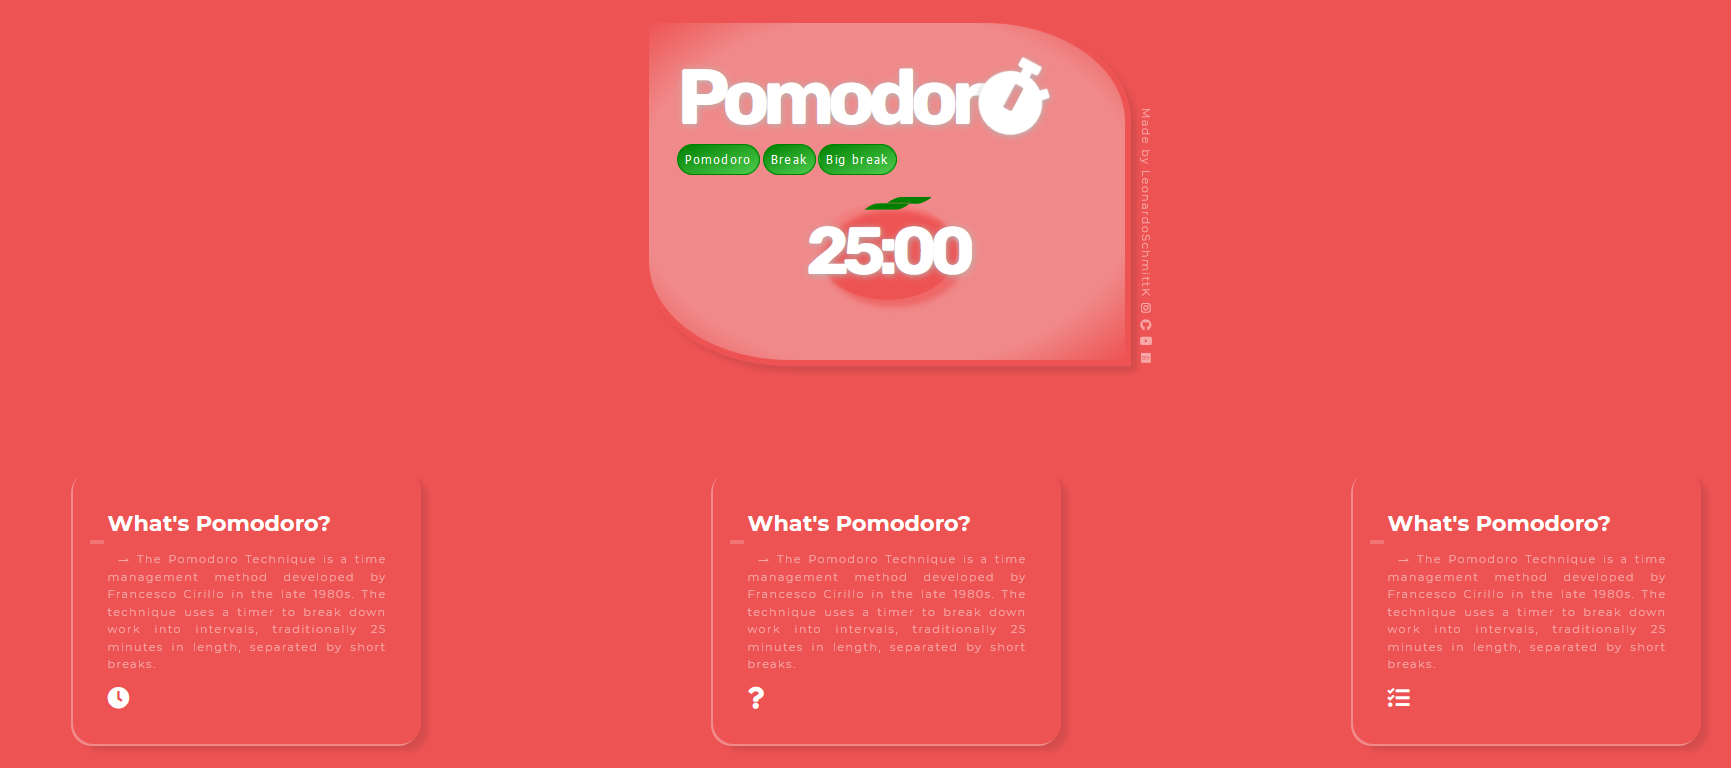 Pomodor
Pomodoro Break Big break
25:00
Made by LeonardoSchmittK
What's Pomodoro?
→ The Pomodoro Technique is a time
management method developed by
Francesco Cirillo in the late 1980s. The
technique uses a timer to break down
work into intervals, traditionally 25
minutes in length, separated by short
breaks.
What's Pomodoro?
→ The Pomodoro Technique is a time
management method developed by
Francesco Cirillo in the late 1980s. The
technique uses a timer to break down
work into intervals, traditionally 25
minutes in length, separated by short
breaks.
What's Pomodoro?
→ The Pomodoro Technique is a time
management method developed by
Francesco Cirillo in the late 1980s. The
technique uses a timer to break down
work into intervals, traditionally 25
minutes in length, separated by short
breaks.